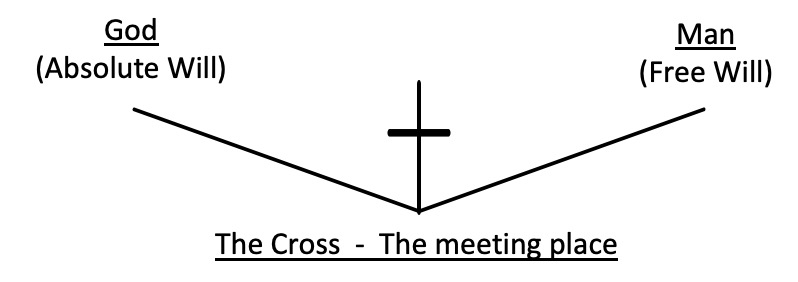 God
(Absolute Will)
Man
(Free Will)
The Cross - The meeting place